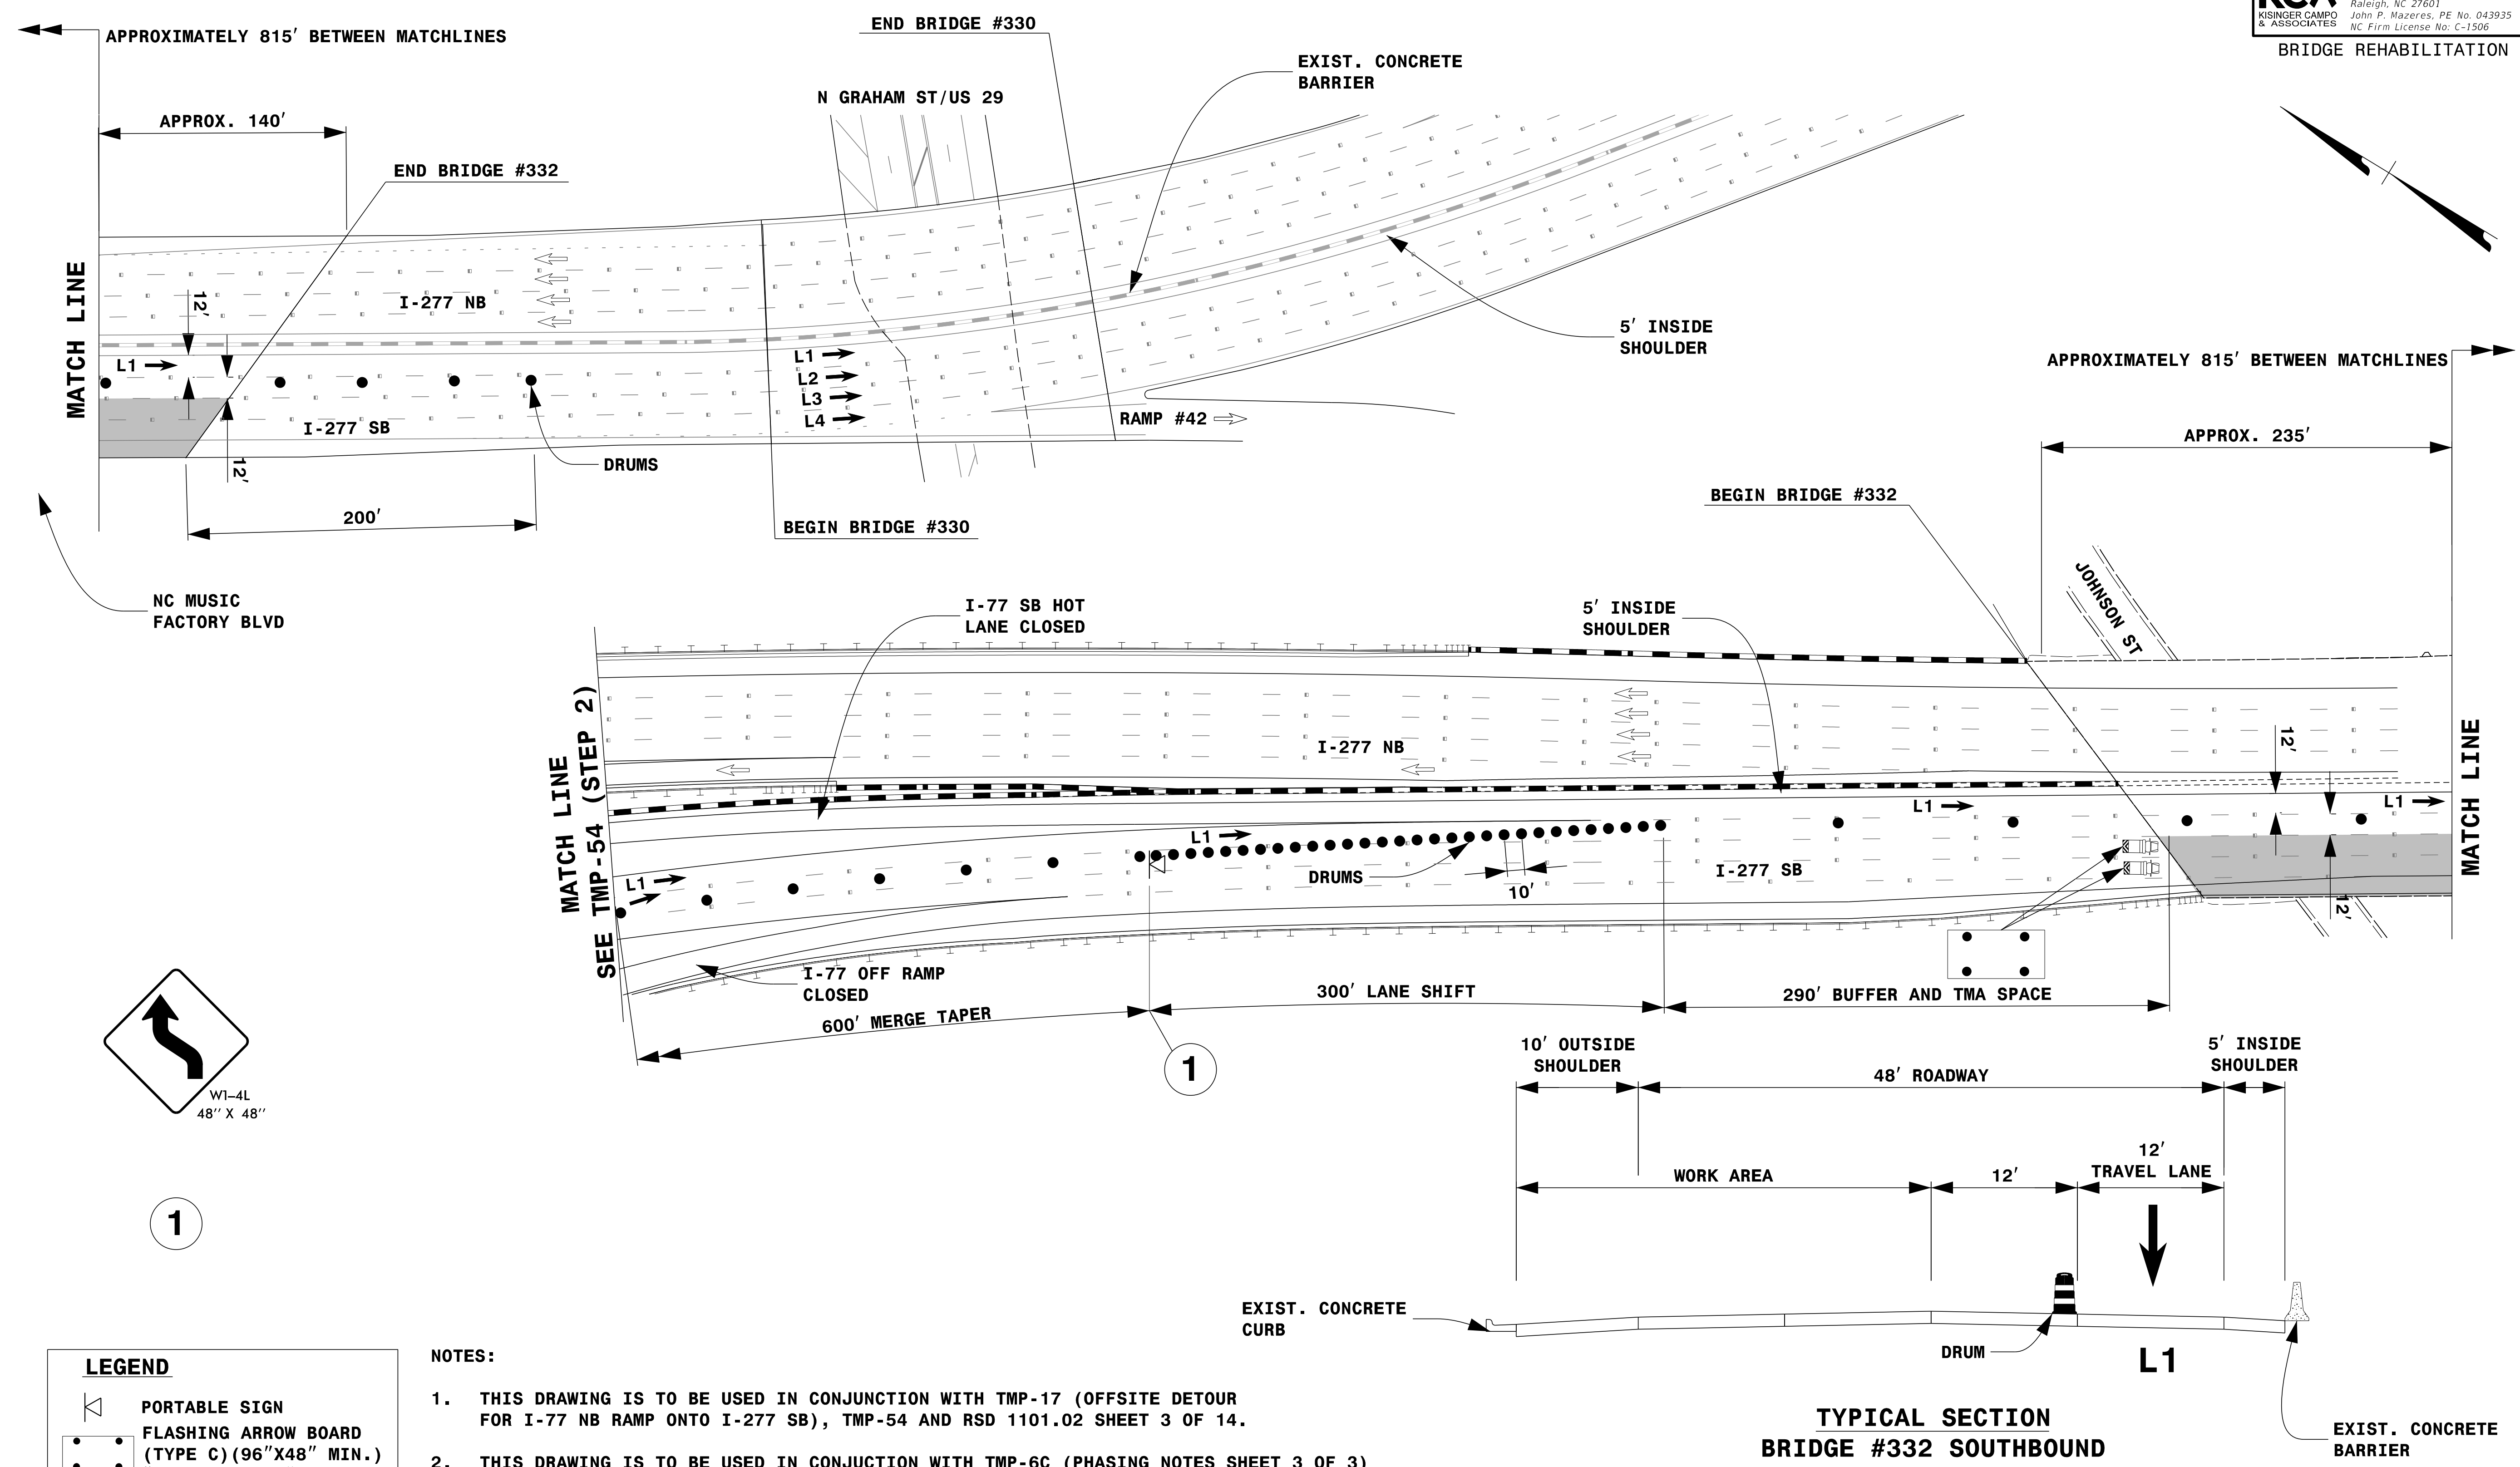 KCA
KISINGER CAMPO
& ASSOCIATES
Raleigh, NC 27601
John P. Mazeres, PE No. 043935
NC Firm License No: C-1506
BRIDGE REHABILITATION
APPROXIMATELY 815' BETWEEN MATCHLINES
END BRIDGE #330
EXIST. CONCRETE
BARRIER
N GRAHAM ST/US 29
APPROX. 140'
END BRIDGE #332
MATCH LINE
12'
I-277 NB
L1
L1
L2
L3
L4
5' INSIDE
SHOULDER
RAMP #42
I-277 SB
12'
DRUMS
200'
BEGIN BRIDGE #330
NC MUSIC
FACTORY BLVD
APPROXIMATELY 815' BETWEEN MATCHLINES
APPROX. 235'
BEGIN BRIDGE #332
JOHNSON ST
I-77 SB HOT
LANE CLOSED
5' INSIDE
SHOULDER
MATCH LINE
SEE TMP-54 (STEP 2)
I-277 NB
12'
MATCH LINE
L1
L1
L1
L1
DRUMS
10'
I-277 SB
12'
I-77 OFF RAMP
CLOSED
600' MERGE TAPER
300' LANE SHIFT
290' BUFFER AND TMA SPACE
1
W1-4L
48'' X 48''
1
10' OUTSIDE
SHOULDER
48' ROADWAY
5' INSIDE
SHOULDER
WORK AREA
12'
12'
TRAVEL LANE
EXIST. CONCRETE
CURB
DRUM
L1
EXIST. CONCRETE
BARRIER
TYPICAL SECTION
BRIDGE #332 SOUTHBOUND
LEGEND
PORTABLE SIGN
FLASHING ARROW BOARD
(TYPE C)(96"X48" MIN.)
NOTES:
1. THIS DRAWING IS TO BE USED IN CONJUNCTION WITH TMP-17 (OFFSITE DETOUR
FOR I-77 NB RAMP ONTO I-277 SB), TMP-54 AND RSD 1101.02 SHEET 3 OF 14.
2. THIS DRAWING IS TO BE USED IN CONJUCTION WITH TMP-6C (PHASING NOTES SHEET 3 OF 3)